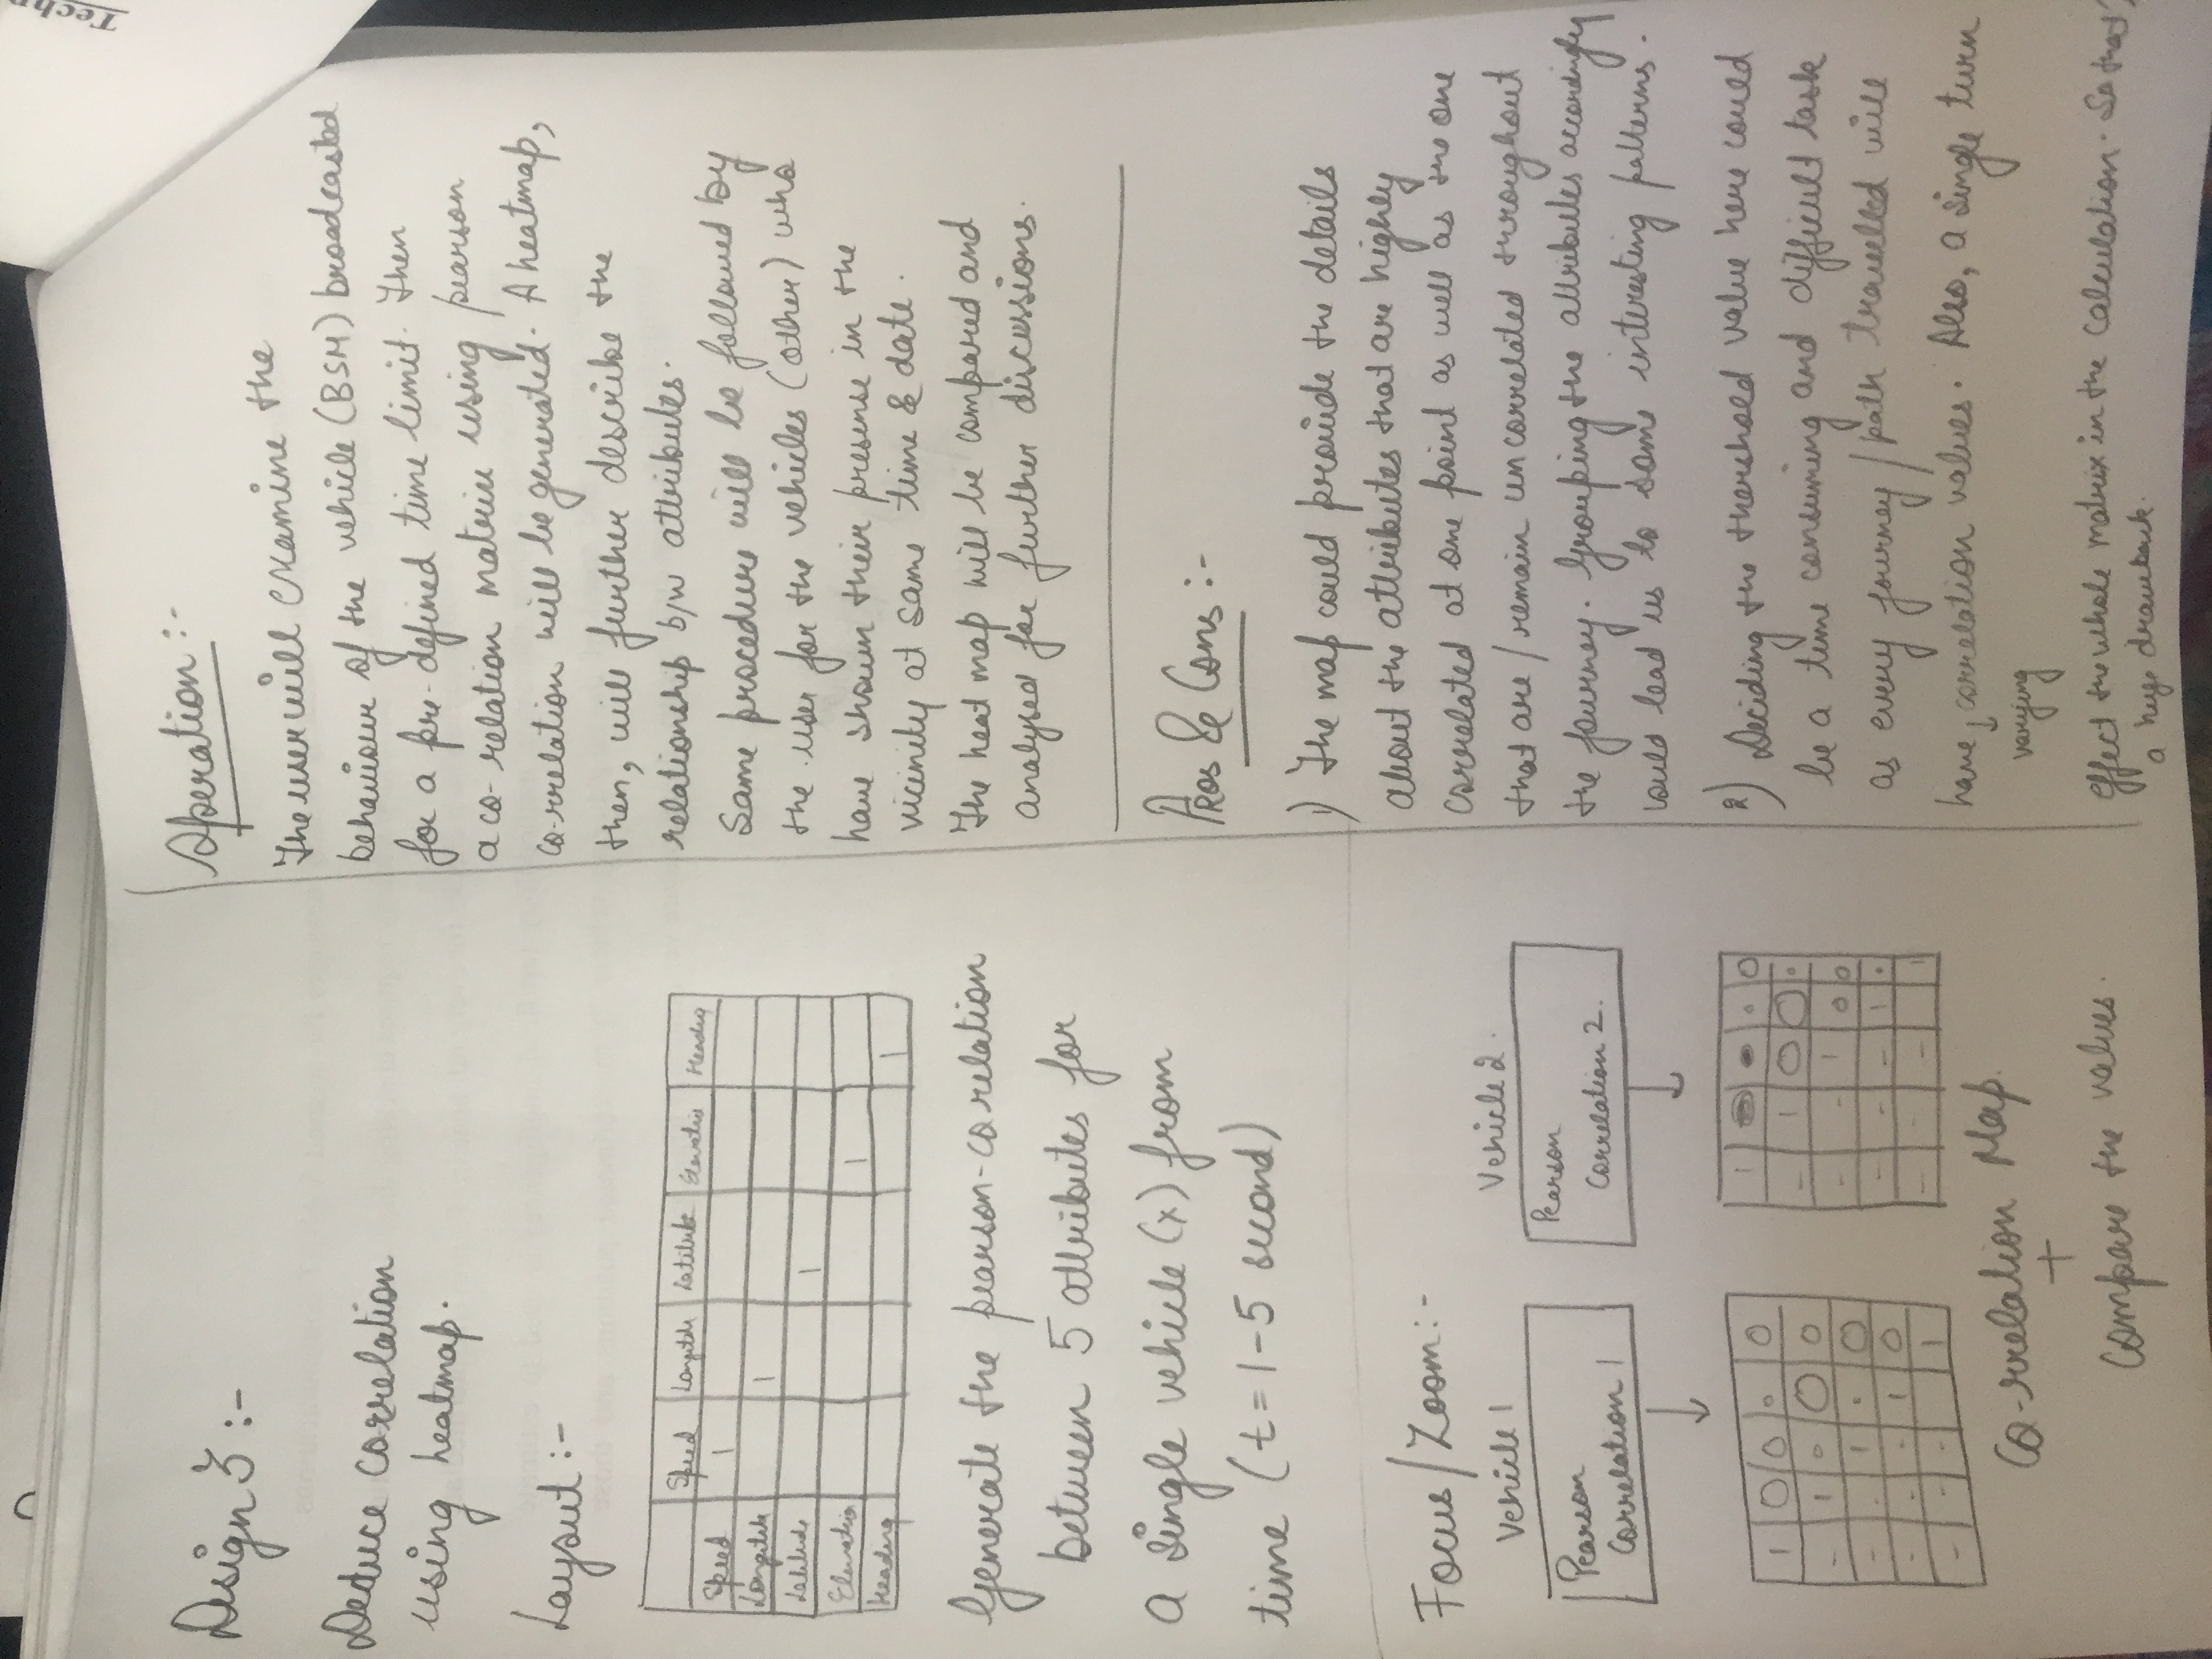 Design 3 :-
Deduce correlation
using heatmap.
Layout :-
Speed Longitde Latitude Elevatio Heading
Speed 1
Longitde 1
Latitude 1
Elevatio 1
Heading 1
Generate the pearson-corelation
between 5 attributes for
a single vehicle (x) from
time (t = 1-5 second)
Focus/Zoom :-
Vehicle 1 Vehicle 2.
Pearson
Correlation 1
Pearson
Correlation 2.
1
- 1
- - 1
- - - 1
- - - 1
1
- 1
- - 1
- - - 1
- - - 1
Co-rrelation Map.
+
Compare the values.
Operation :-
The user will examine the
behaviour of the vehicle (BSM) broadcasted
for a pre-defined time limit. Then
a co-relation matrix using pearson
co-rrelation will be generated. A heatmap,
then, will further describe the
relationship b/w attributes.
Same procedure will be followed by
the user for the vehicles (other) who
have shown their presense in the
vicinity at same time & date.
The heat map will be compared and
analysed for further discussions.
Pros & Cons :-
1) The map could provide the details
about the attributes that are highly
correlated at one point as well as the one
that are / remain uncorrelated throughout
the journey. Grouping the attributes accordingly
could lead us to some interesting patterns.
2) Deciding the thershold value here could
be a time consuming and difficult task
as every journey / path travelled will
have ↓ correlation values. Also, a single turn
varying
effect the whole matrix in the calculation. So that
a huge drawback.